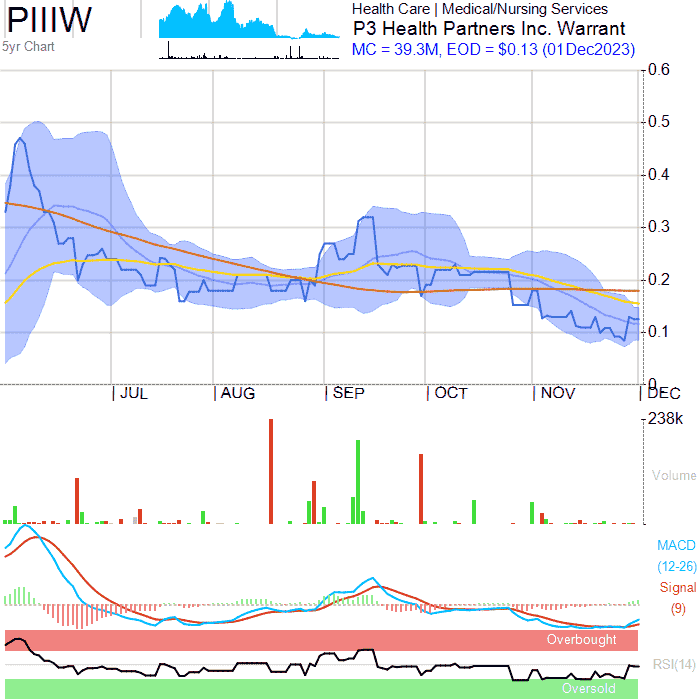 PIIIW
5yr Chart
Health Care | Medical/Nursing Services
P3 Health Partners Inc. Warrant
MC = 39.3M, EOD = $0.13 (01Dec2023)
0.6
0.5
0.4
0.3
0.2
0.1
0
JUL AUG SEP OCT NOV DEC
238k
Volume
MACD
(12-26)
Signal
(9)
Overbought
RSI(14)
Oversold